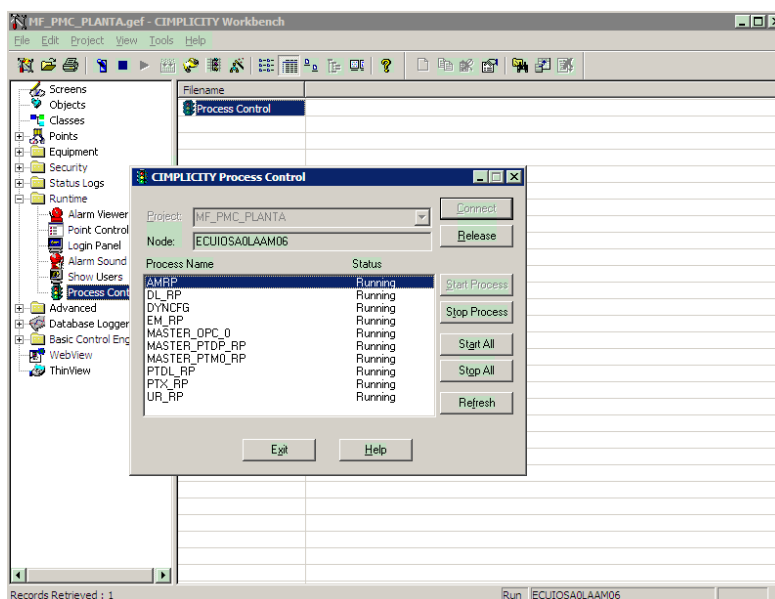 MF_PMC_PLANTA.gef - CIMPLICITY Workbench
File Edit Project View Tools Help
Screens
Objects
Classes
Points
Equipment
Security
Status Logs
Runtime
Alarm Viewer
Point Control
Login Panel
Alarm Sound
Show Users
Process Cont
Advanced
Database Logger
Basic Control Eng
WebView
ThinView
Filename
Process Control
CIMPLICITY Process Control
Project: MF_PMC_PLANTA Connect
Node: ECUIOSA0LAAM06 Release
Process Name Status
AMRP Running
DL_RP Running
DYNCFG Running
EM_RP Running
MASTER_OPC_0 Running
MASTER_PTDP_RP Running
MASTER_PTM0_RP Running
PTDL_RP Running
PTX_RP Running
UR_RP Running
Start Process
Stop Process
Start All
Stop All
Refresh
Exit Help
Records Retrieved : 1 Run ECUIOSA0LAAM06